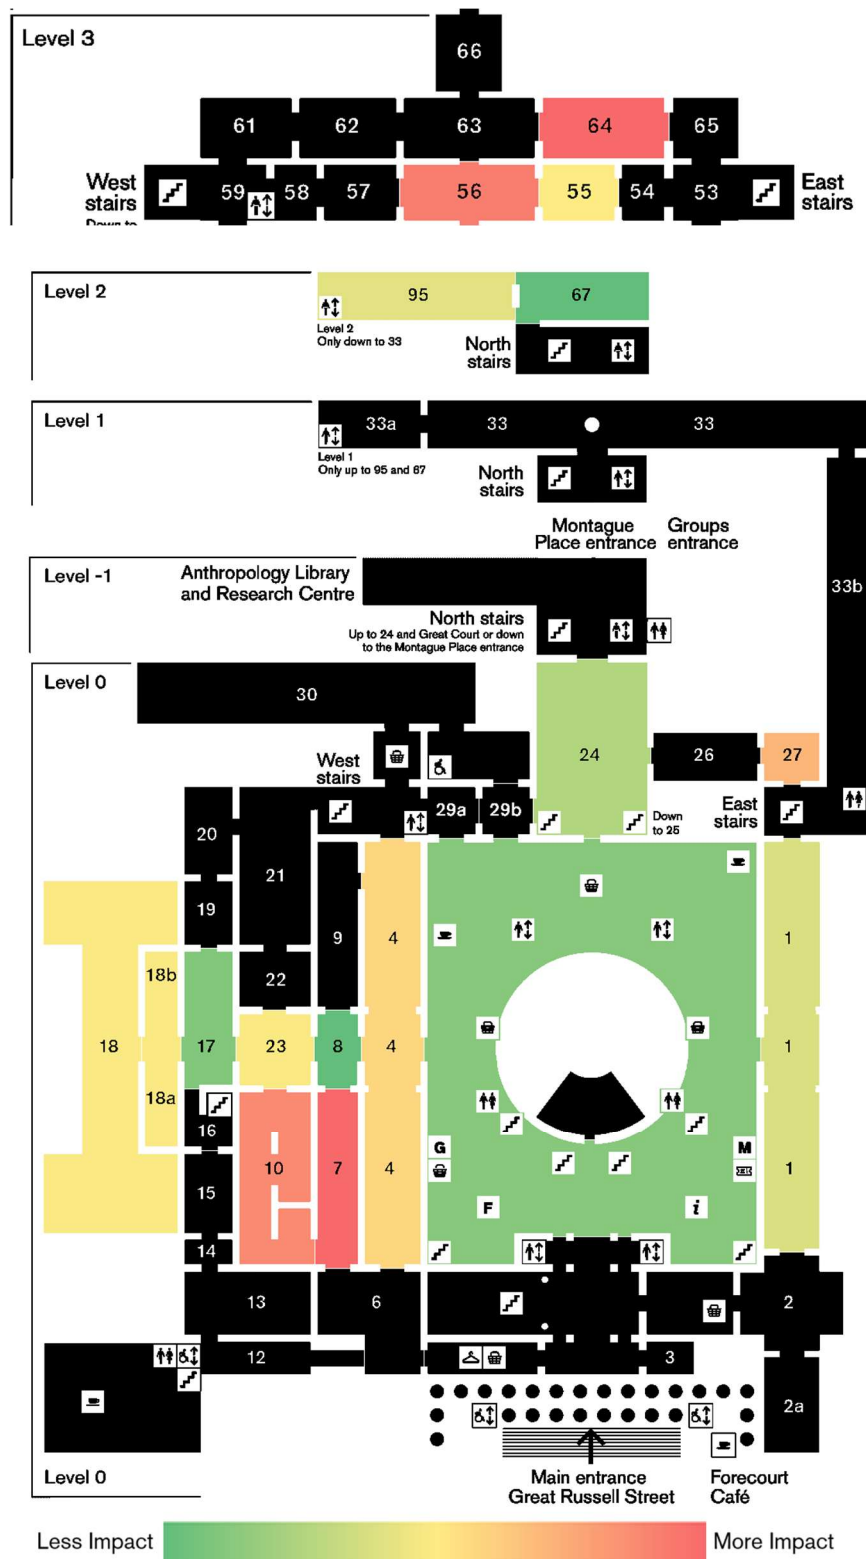 Level 3
66
61 62 63 64 65
West stairs
59 58 57 56 55 54 53
East stairs
Level 2
95 67
Level 2
Only down to 33
North stairs
Level 1
33a 33 33
Level 1
Only up to 95 and 67
North stairs
Montague Place entrance
Groups entrance
Level -1
Anthropology Library
and Research Centre
33b
North stairs
Up to 24 and Great Court or down
to the Montague Place entrance
Level 0
30
West stairs
24 26 27
29a 29b
Down to 25
East stairs
20
21
19
9 4 1
18b
22
18 17 23 8 4 1
18a
16
10 7 4 1
15
G M
F i
14
13 6 2
12 3
2a
Level 0
Main entrance
Great Russell Street
Forecourt
Café
Less Impact More Impact